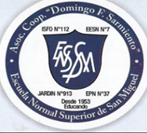 Asoc. Coop. "Domingo F. Sarmiento"
ISFD N°112 EESN N°7
JARDIN N°913 EPN N°37
Desde 1953
Educando
Escuela Normal Superior de San Miguel